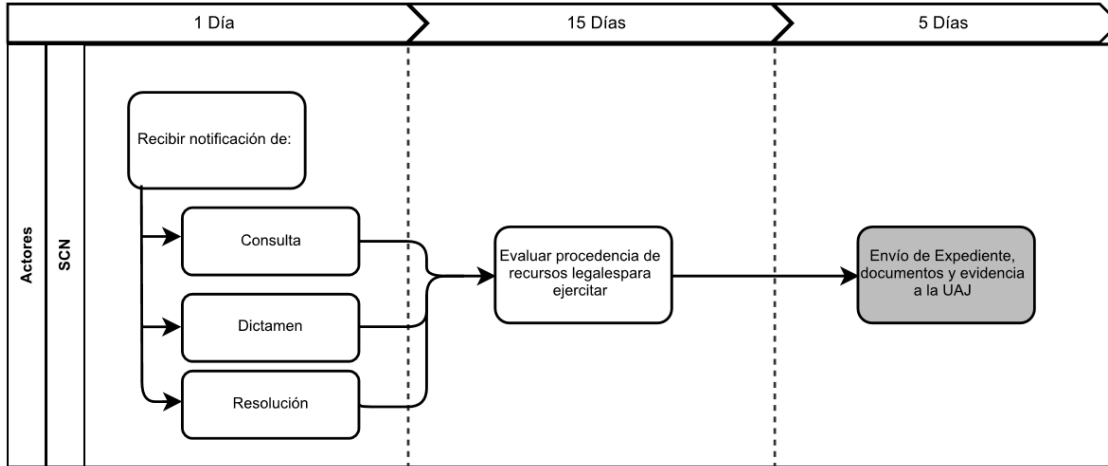 1 Día
15 Días
5 Días
Actores
SCN
Recibir notificación de:
Consulta
Dictamen
Resolución
Evaluar procedencia de
recursos legalespara
ejercitar
Envío de Expediente,
documentos y evidencia
a la UAJ